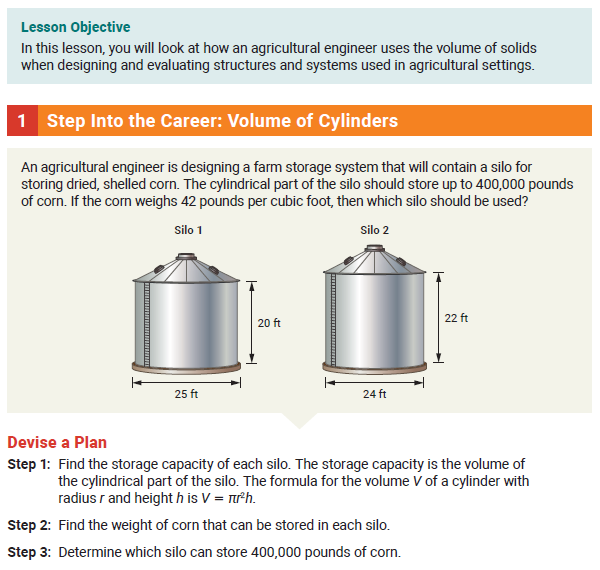 Lesson Objective
In this lesson, you will look at how an agricultural engineer uses the volume of solids
when designing and evaluating structures and systems used in agricultural settings.
1 Step Into the Career: Volume of Cylinders
An agricultural engineer is designing a farm storage system that will contain a silo for
storing dried, shelled corn. The cylindrical part of the silo should store up to 400,000 pounds
of corn. If the corn weighs 42 pounds per cubic foot, then which silo should be used?
Silo 1
Silo 2
20 ft
22 ft
25 ft
24 ft
Devise a Plan
Step 1: Find the storage capacity of each silo. The storage capacity is the volume of
the cylindrical part of the silo. The formula for the volume V of a cylinder with
radius r and height h is V = πr²h.
Step 2: Find the weight of corn that can be stored in each silo.
Step 3: Determine which silo can store 400,000 pounds of corn.